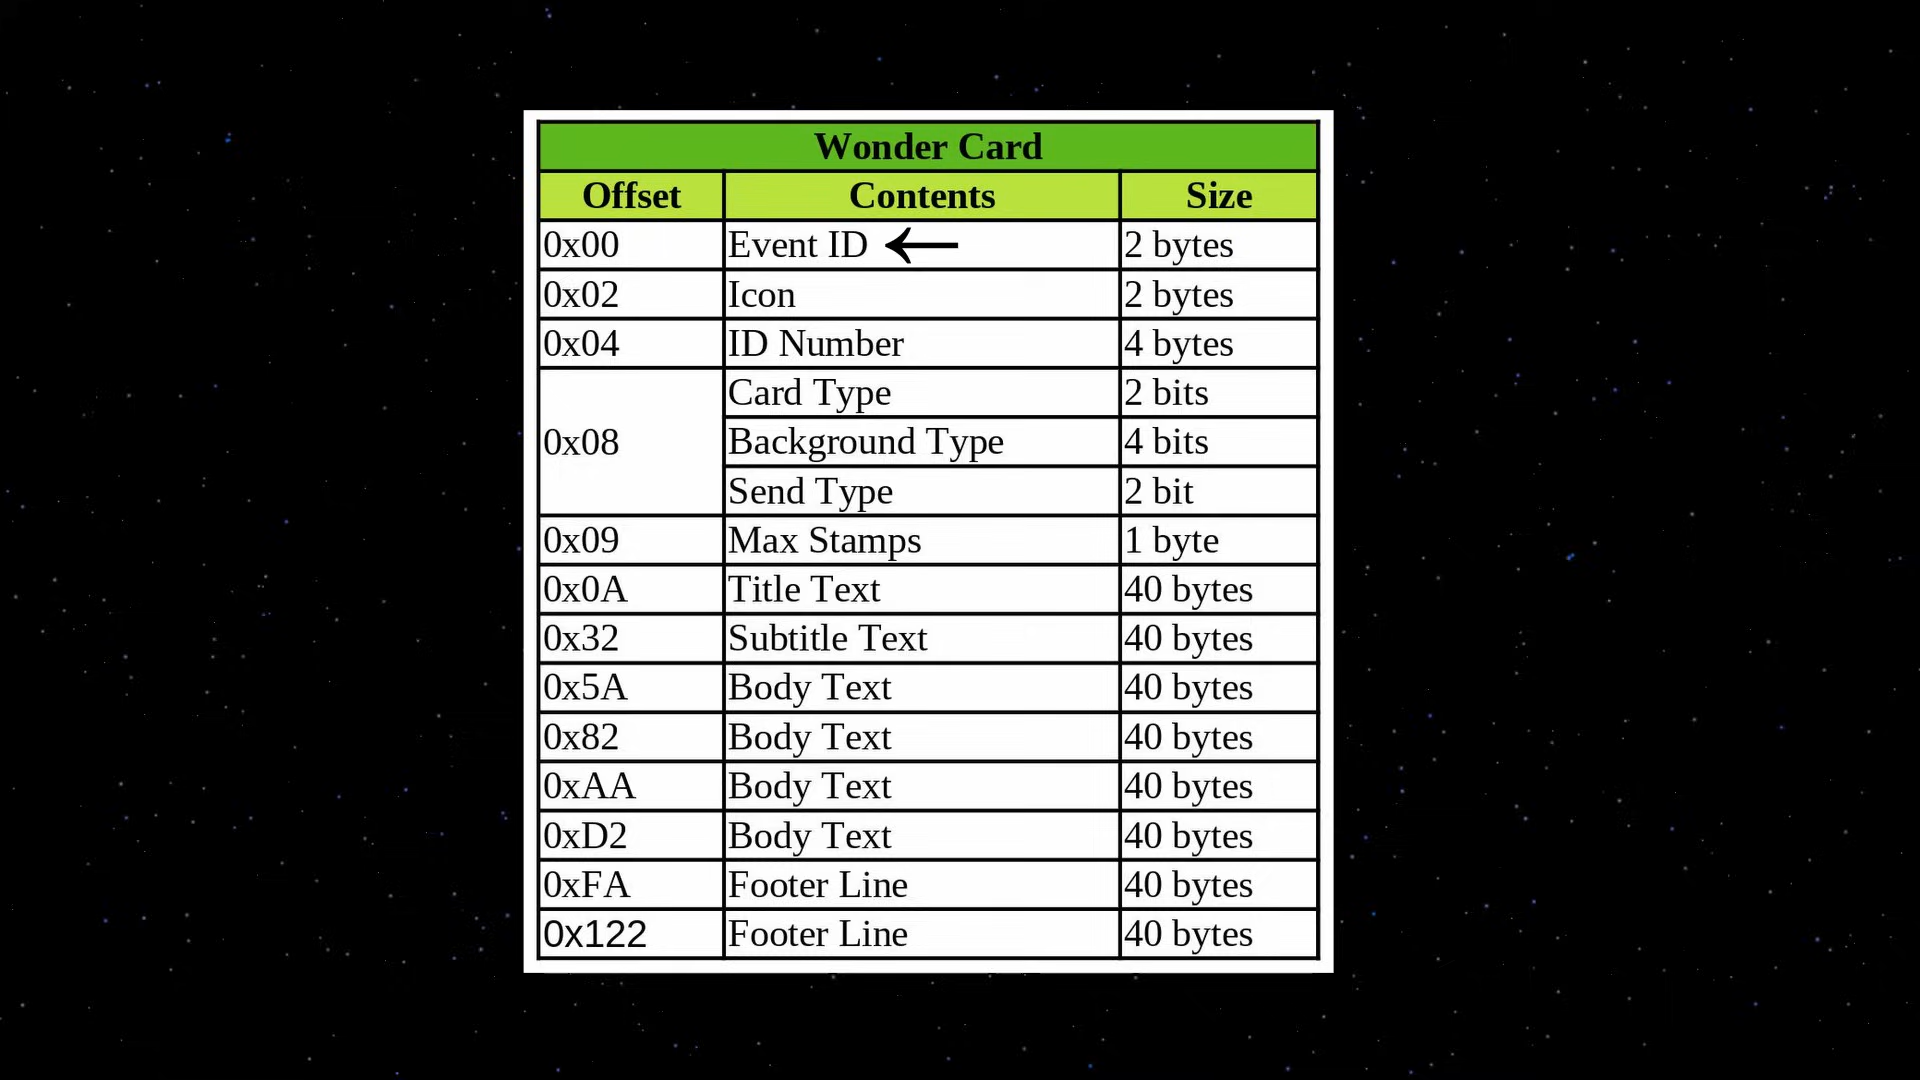 Wonder Card
Offset Contents Size
0x00 Event ID 2 bytes
0x02 Icon 2 bytes
0x04 ID Number 4 bytes
0x08 Card Type 2 bits
Background Type 4 bits
Send Type 2 bit
0x09 Max Stamps 1 byte
0x0A Title Text 40 bytes
0x32 Subtitle Text 40 bytes
0x5A Body Text 40 bytes
0x82 Body Text 40 bytes
0xAA Body Text 40 bytes
0xD2 Body Text 40 bytes
0xFA Footer Line 40 bytes
0x122 Footer Line 40 bytes